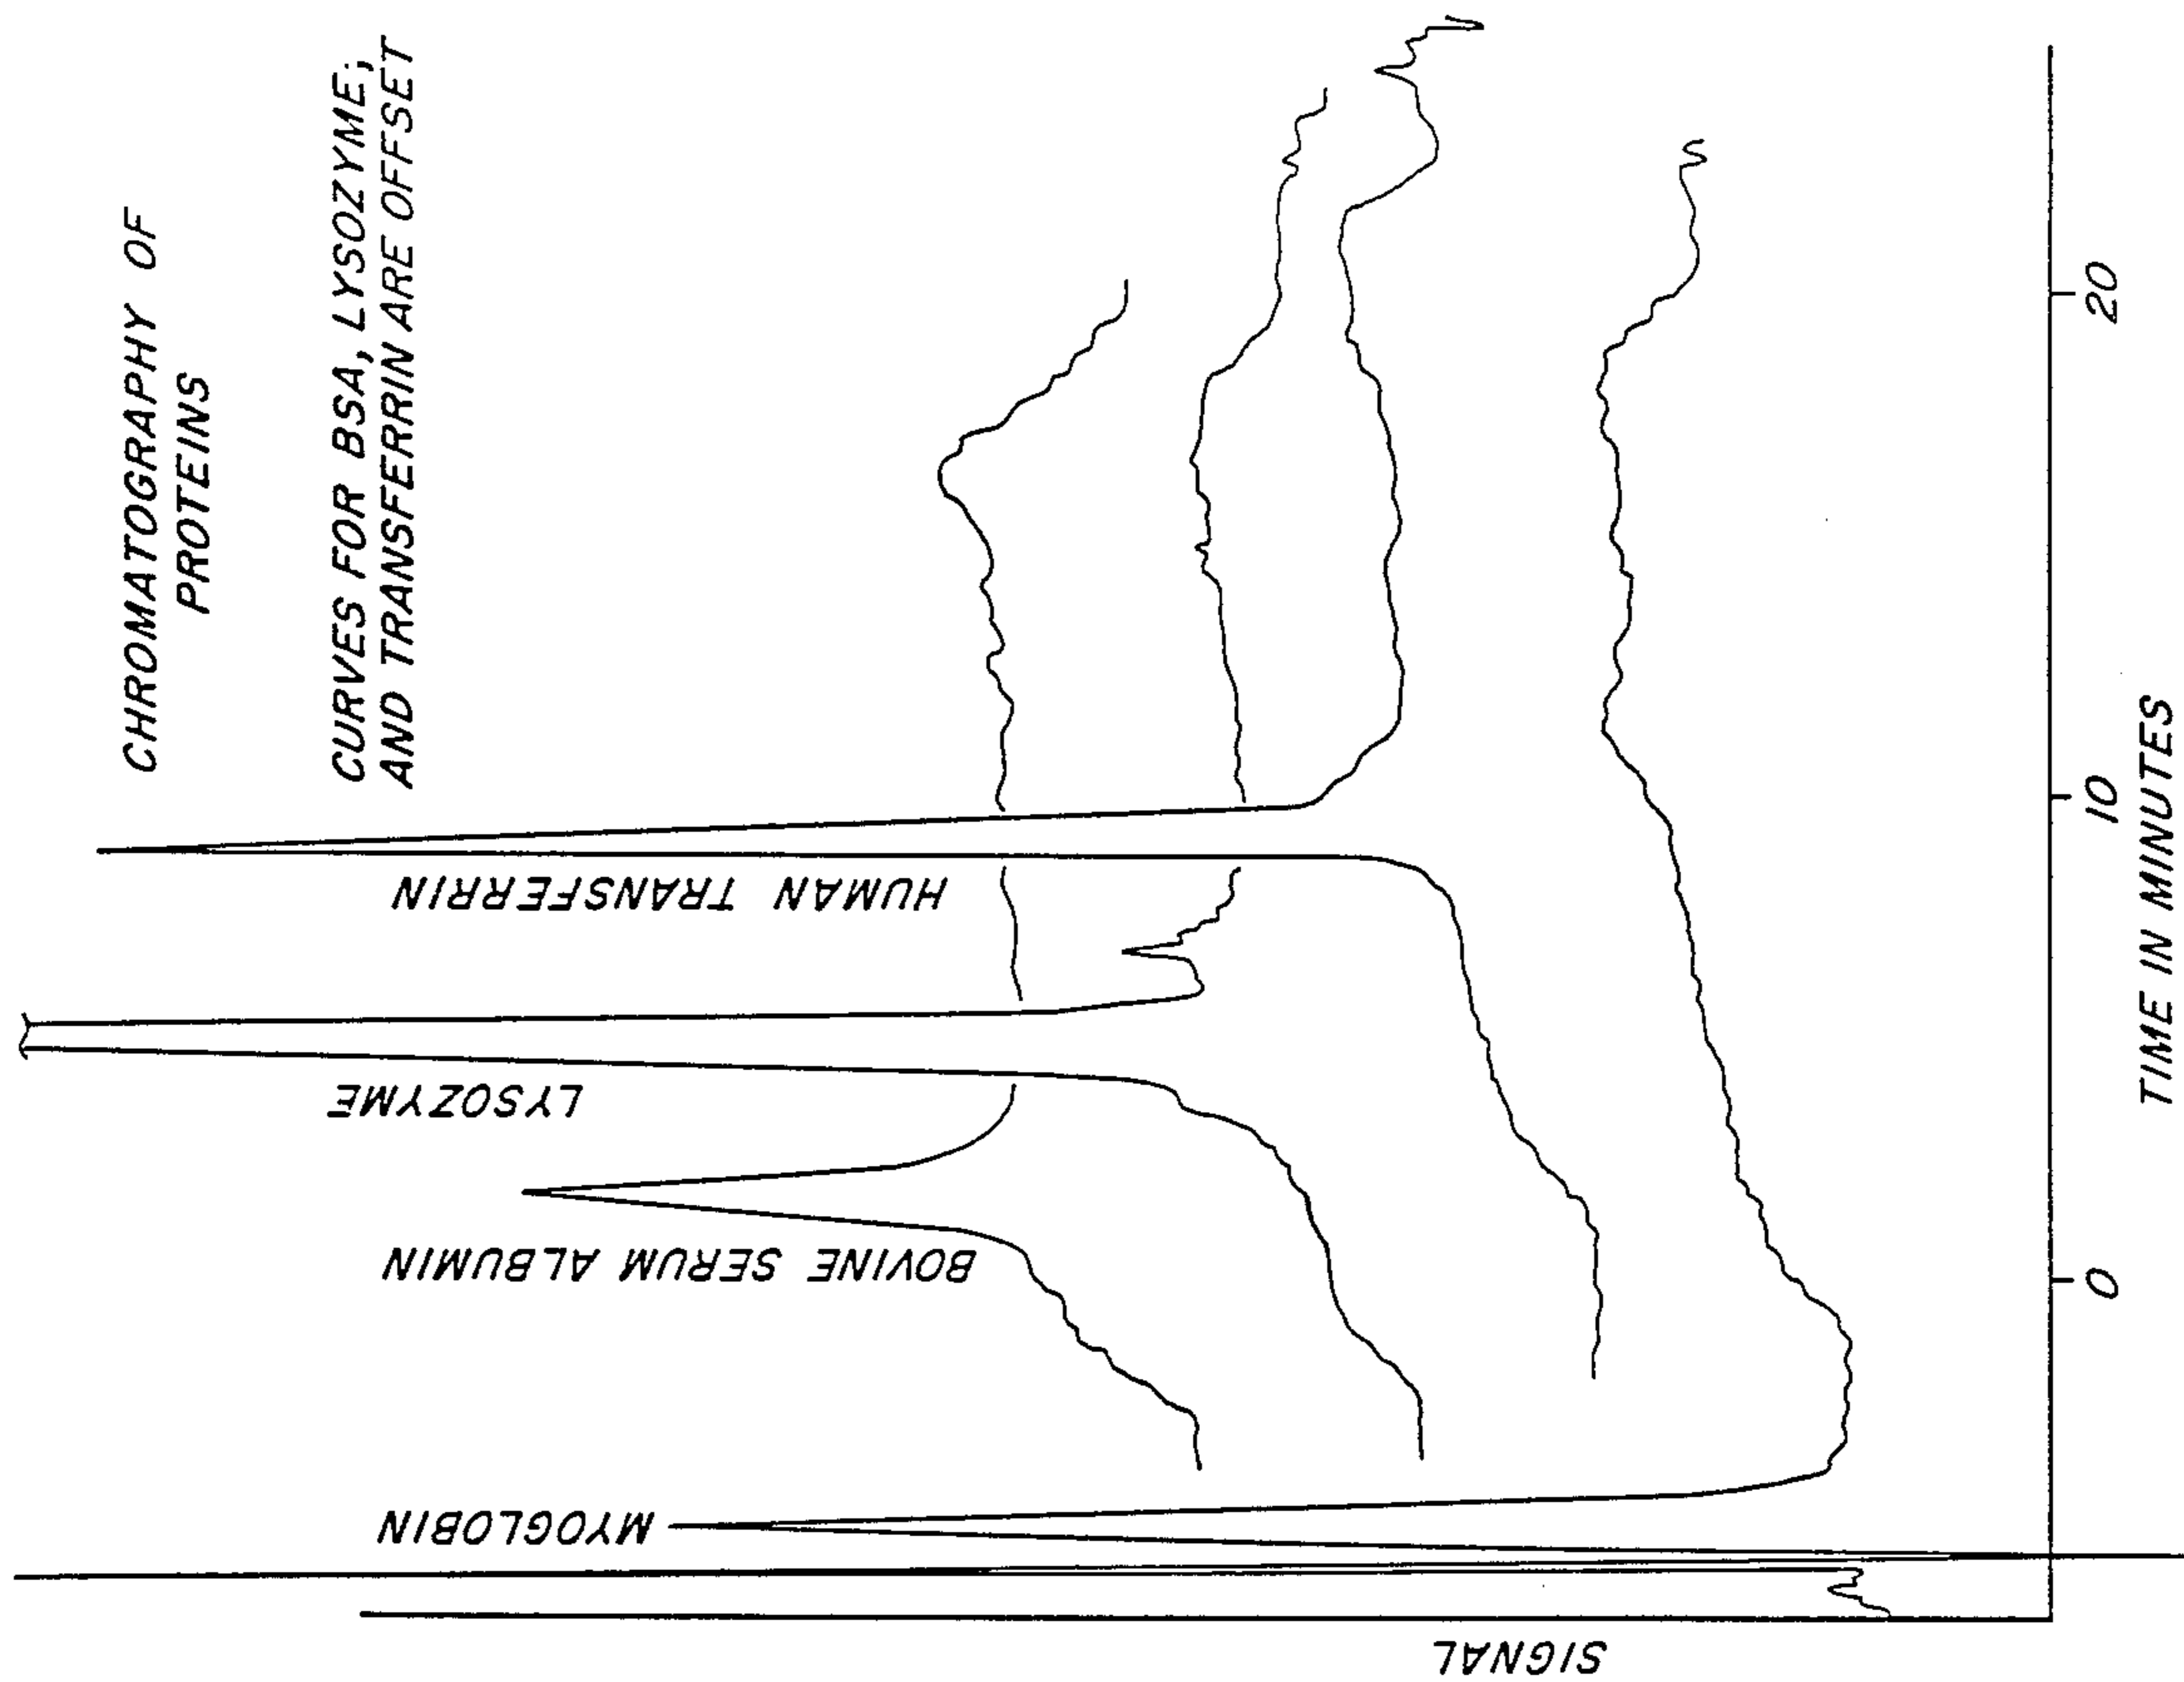 CHROMATOGRAPHY OF
PROTEINS
CURVES FOR BSA, LYSOZYME,
AND TRANSFERRIN ARE OFFSET
MYOGLOBIN
BOVINE SERUM ALBUMIN
LYSOZYME
HUMAN TRANSFERRIN
SIGNAL
0
10
20
TIME IN MINUTES